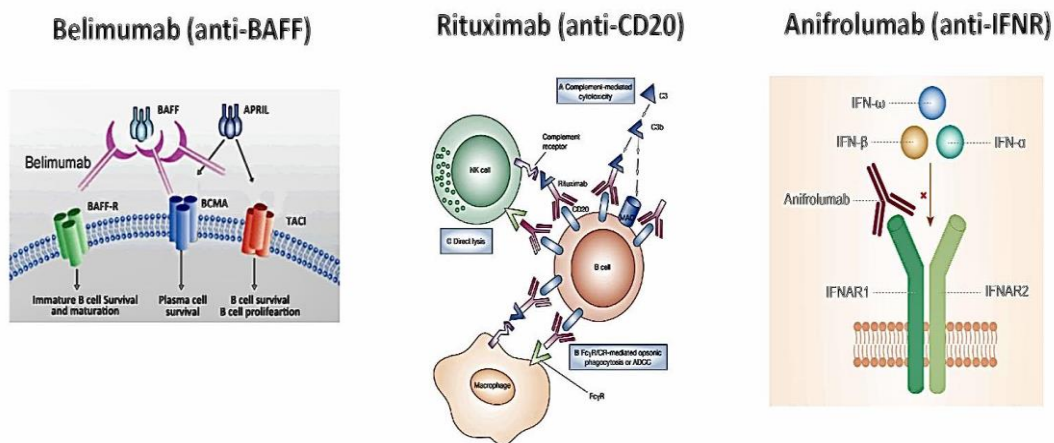 Belimumab (anti-BAFF)
BAFF
APRIL
Belimumab
BAFF-R
BCMA
TACI
Immature B cell Survival
and maturation
Plasma cell
survival
B cell survival
B cell prolifeartion
Rituximab (anti-CD20)
A Complement-mediated
cytotoxicity
C3
C3b
Complement
receptor
NK cell
Rituximab
CD20
MAC
C Direct lysis
B cell
B FcγR/CR-mediated opsonic
phagocytosis or ADCC
Macrophage
FcγR
Anifrolumab (anti-IFNR)
IFN-ω
IFN-β
IFN-α
Anifrolumab
x
IFNAR1
IFNAR2